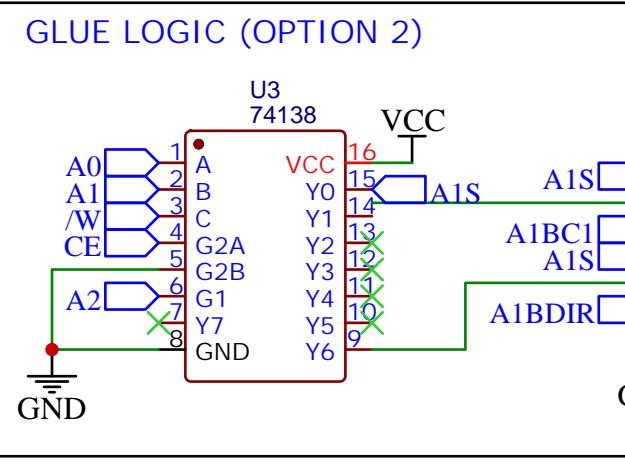 GLUE LOGIC (OPTION 2)
U3
74138
VCC
A0 1 A VCC 16
A1 2 B Y0 15 A1S
/W 3 C Y1 14
CE 4 G2A Y2 13
5 G2B Y3 12
A2 6 G1 Y4 11
7 Y7 Y5 10
8 GND Y6 9
GND
A1S
A1BC1
A1S
A1BDIR